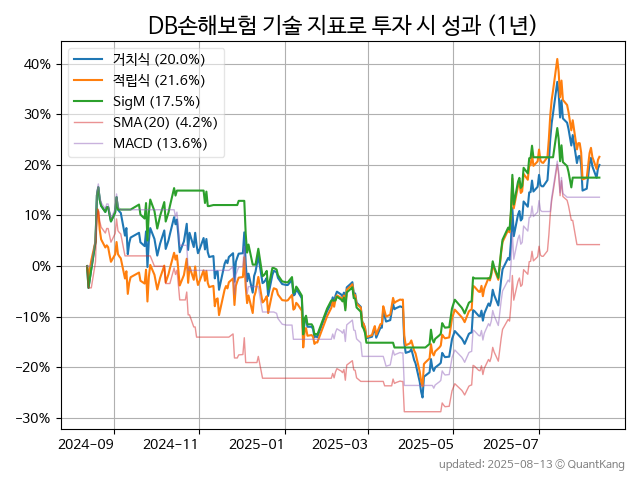 DB손해보험 기술 지표로 투자 시 성과 (1년)
거치식 (20.0%)
적립식 (21.6%)
SigM (17.5%)
SMA(20) (4.2%)
MACD (13.6%)
40%
30%
20%
10%
0%
−10%
−20%
−30%
2024-09 2024-11 2025-01 2025-03 2025-05 2025-07
updated: 2025-08-13 ⓒ QuantKang